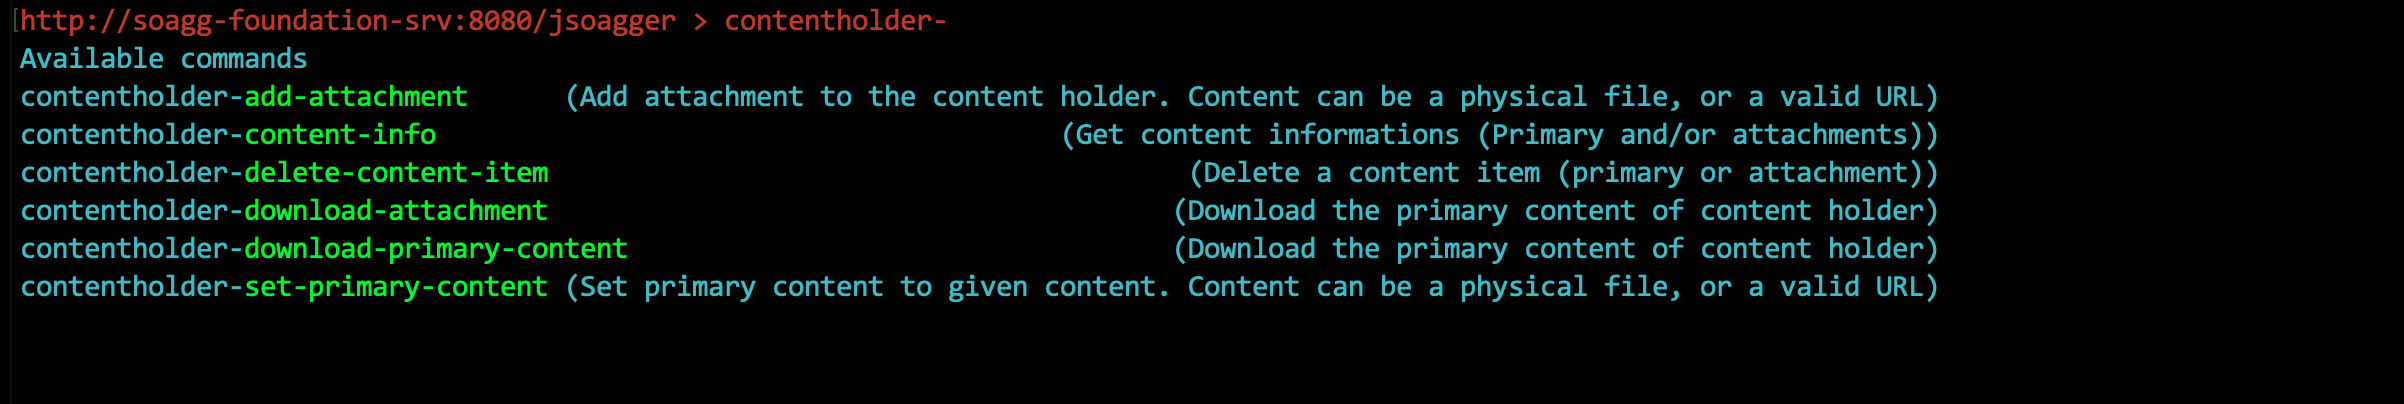 http://soagg-foundation-srv:8080/jsoagger > contentholder-
Available commands
contentholder-add-attachment (Add attachment to the content holder. Content can be a physical file, or a valid URL)
contentholder-content-info (Get content informations (Primary and/or attachments))
contentholder-delete-content-item (Delete a content item (primary or attachment))
contentholder-download-attachment (Download the primary content of content holder)
contentholder-download-primary-content (Download the primary content of content holder)
contentholder-set-primary-content (Set primary content to given content. Content can be a physical file, or a valid URL)